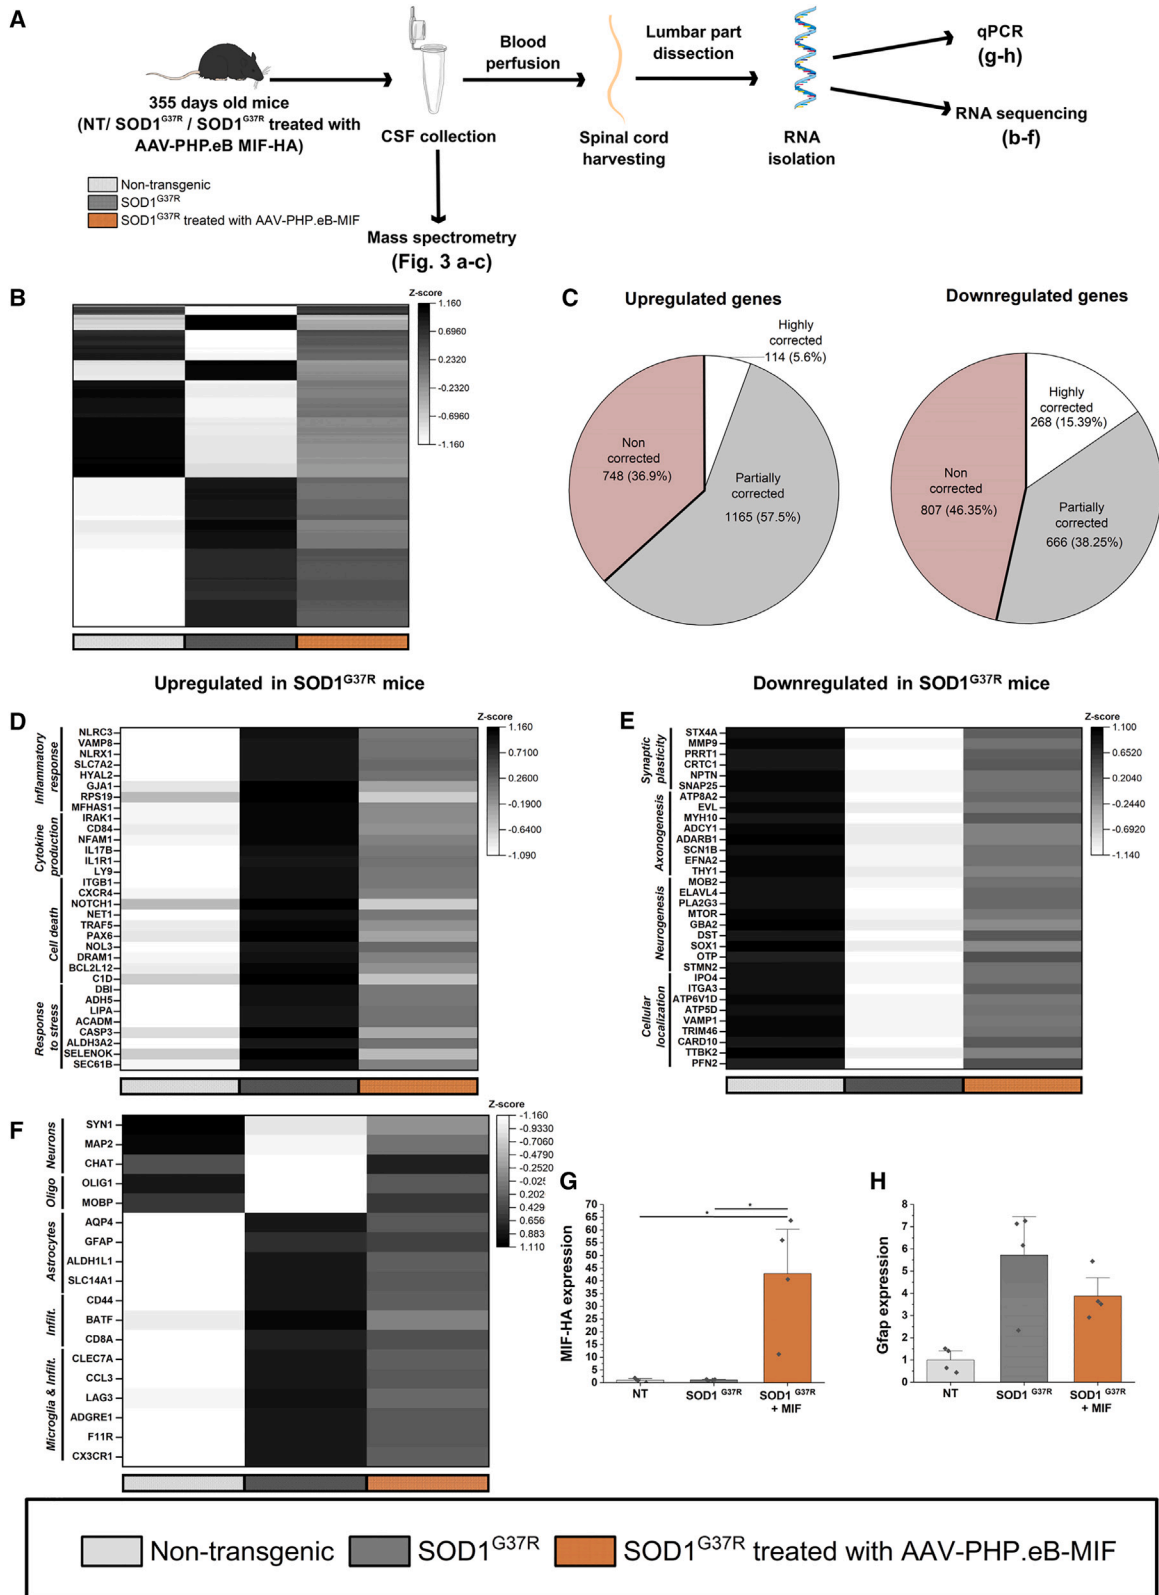 A
355 days old mice
(NT/ SOD1G37R / SOD1G37R treated with
AAV-PHP.eB MIF-HA)
CSF collection
Blood
perfusion
Spinal cord
harvesting
Lumbar part
dissection
RNA
isolation
qPCR
(g-h)
RNA sequencing
(b-f)
Mass spectrometry
(Fig. 3 a-c)
Non-transgenic
SOD1G37R
SOD1G37R treated with AAV-PHP.eB-MIF
B
Z-score
1.160
0.6960
0.2320
-0.2320
-0.6960
-1.160
C
Upregulated genes
Highly
corrected
114 (5.6%)
Non
corrected
748 (36.9%)
Partially
corrected
1165 (57.5%)
Downregulated genes
Highly
corrected
268 (15.39%)
Non
corrected
807 (46.35%)
Partially
corrected
666 (38.25%)
Upregulated in SOD1G37R mice
D
Inflammatory
response
Cytokine
production
Cell death
Response
to stress
NLRC3
VAMP8
NLRX1
SLC7A2
HYAL2
GJA1
RPS19
MFHAS1
IRAK1
CD84
NFAM1
IL17B
IL1R1
LY9
ITGB1
CXCR4
NOTCH1
NET1
TRAF5
PAX6
NOL3
DRAM1
BCL2L12
C1D
DBI
ADH5
LIPA
ACADM
CASP3
ALDH3A2
SELENOK
SEC61B
Z-score
1.160
0.7100
0.2600
-0.1900
-0.6400
-1.090
Downregulated in SOD1G37R mice
E
Synaptic
plasticity
Axonogenesis
Neurogenesis
Cellular
localization
STX4A
MMP9
PRRT1
CRTC1
NPTN
SNAP25
ATP8A2
EVL
MYH10
ADCY1
ADARB1
SCN1B
EFNA2
THY1
MOB2
ELAVL4
PLA2G3
MTOR
GBA2
DST
SOX1
OTP
STMN2
IPO4
ITGA3
ATP6V1D
ATP5D
VAMP1
TRIM46
CARD10
TTBK2
PFN2
Z-score
1.100
0.6520
0.2040
-0.2440
-0.6920
-1.140
F
Neurons
Oligo
Astrocytes
Infilt.
Microglia & Infilt.
SYN1
MAP2
CHAT
OLIG1
MOBP
AQP4
GFAP
ALDH1L1
SLC14A1
CD44
BATF
CD8A
CLEC7A
CCL3
LAG3
ADGRE1
F11R
CX3CR1
Z-score
-1.160
-0.9330
-0.7060
-0.4790
-0.2520
-0.025
0.202
0.429
0.656
0.883
1.110
G
MIF-HA expression
70
65
60
55
50
45
40
35
30
25
20
15
10
5
0
*
*
NT
SOD1 G37R
SOD1 G37R
+ MIF
H
Gfap expression
8
7
6
5
4
3
2
1
0
NT
SOD1 G37R
SOD1 G37R
+ MIF
Non-transgenic
SOD1G37R
SOD1G37R treated with AAV-PHP.eB-MIF